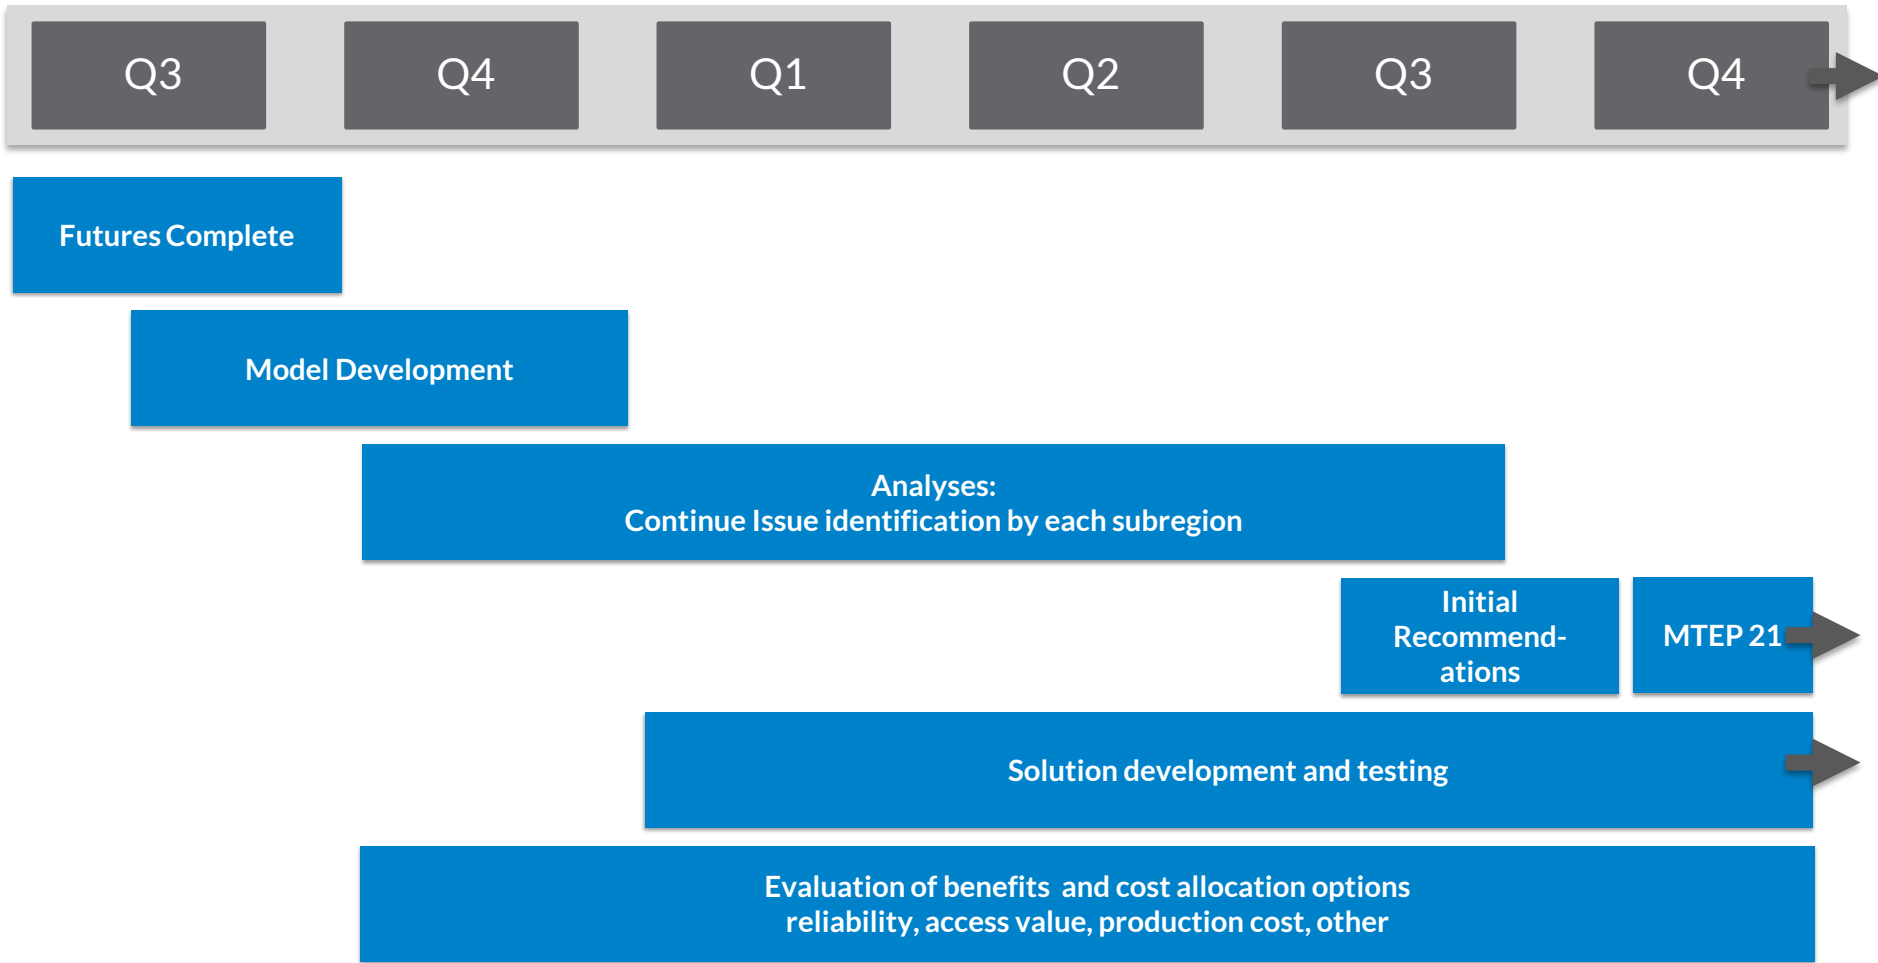 Q3
Q4
Q1
Q2
Q3
Q4
Futures Complete
Model Development
Analyses:
Continue Issue identification by each subregion
Initial
Recommend-
ations
MTEP 21
Solution development and testing
Evaluation of benefits  and cost allocation options
reliability, access value, production cost, other